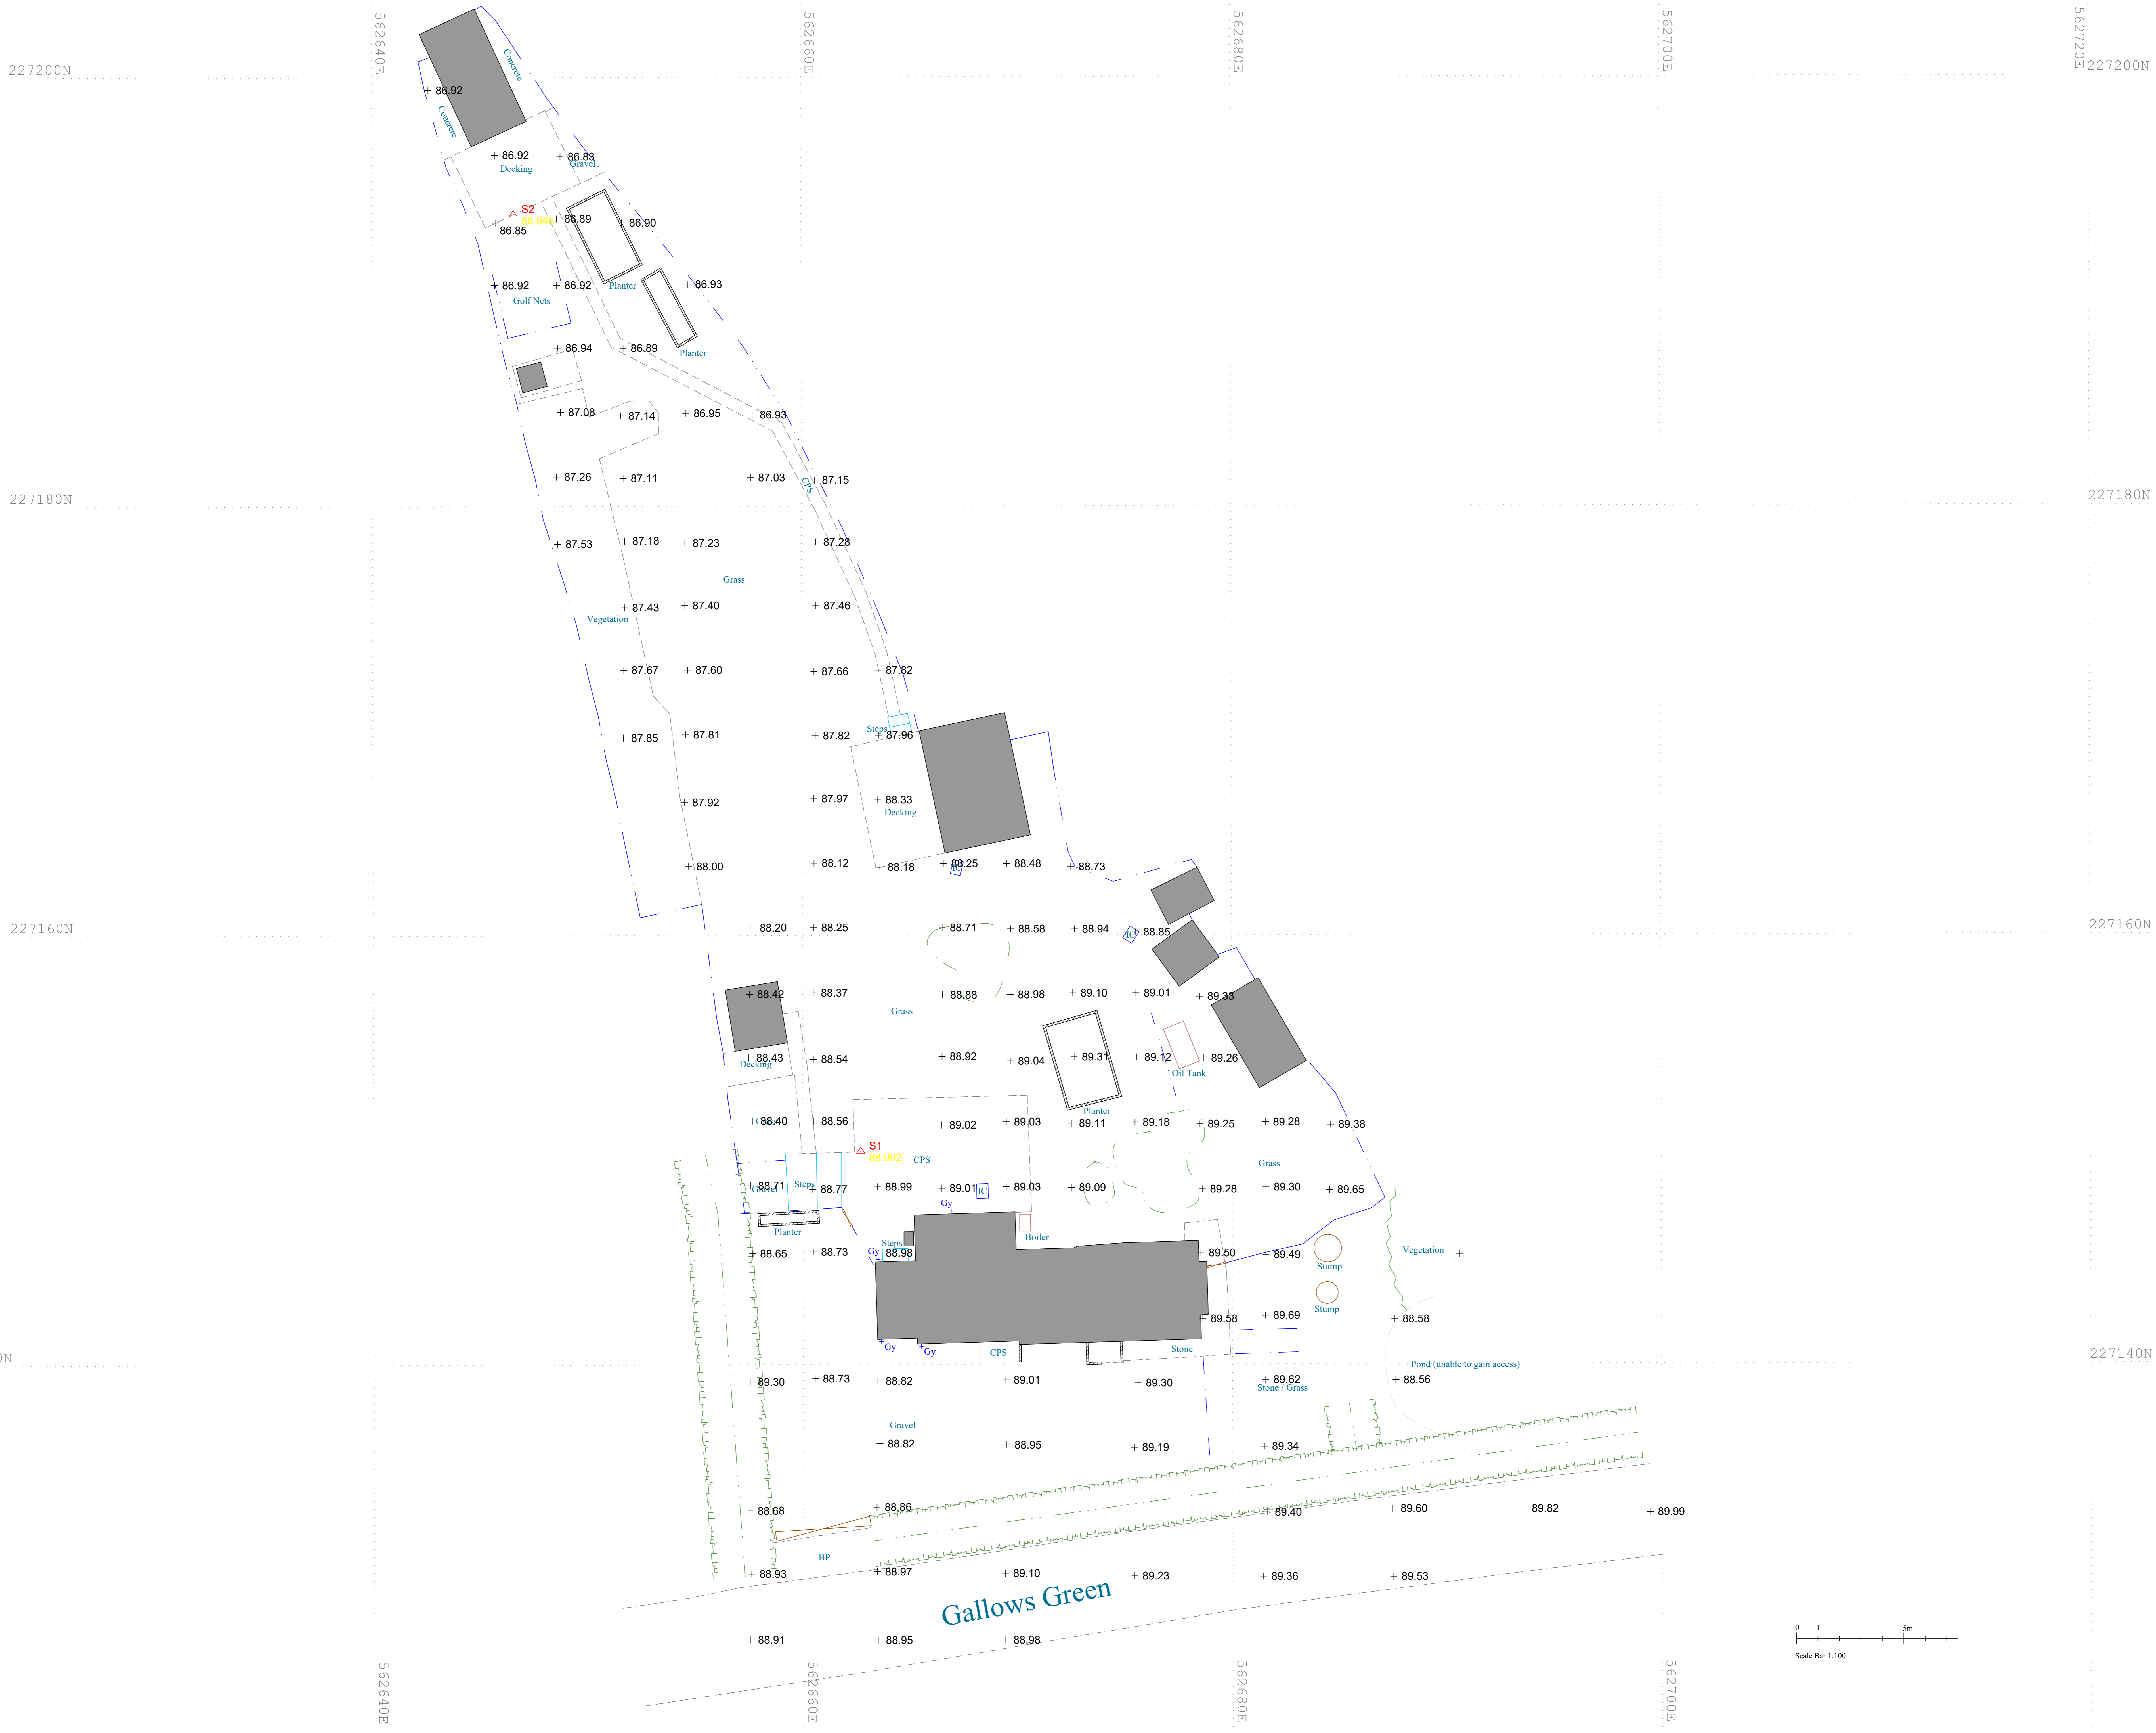 562640E
562660E
562680E
562700E
562720E
227200N
227200N
Concrete
86.92
Concrete
86.92
86.83
Decking
Gravel
S2
86.89
86.90
86.85
86.92
86.92
Planter
86.93
Golf Nets
86.94
86.89
Planter
87.08
87.14
86.95
86.93
87.26
87.11
87.03
87.15
CPS
227180N
227180N
87.53
87.18
87.23
87.28
Grass
87.43
87.40
87.46
Vegetation
87.67
87.60
87.66
87.82
Steps
87.85
87.81
87.82
87.96
87.92
87.97
88.33
Decking
88.00
88.12
88.18
88.25
88.48
88.73
IC
227160N
88.20
88.25
88.71
88.58
88.94
IC
88.85
227160N
88.42
88.37
88.88
88.98
89.10
89.01
89.33
Grass
88.43
88.54
88.92
89.04
89.31
89.12
89.26
Decking
Oil Tank
Planter
88.40
88.56
89.02
89.03
89.11
89.18
89.25
89.28
89.38
S1
88.992
CPS
Grass
88.71
Gravel
Steps
88.77
88.99
89.01
IC
89.03
89.09
89.28
89.30
89.65
Gy
Planter
Steps
Boiler
88.65
88.73
Gy
88.98
89.50
89.49
Stump
Vegetation
Stump
89.58
89.69
88.58
Gy
Gy
CPS
Stone
Pond (unable to gain access)
0N
227140N
89.30
88.73
88.82
89.01
89.30
89.62
Stone / Grass
88.56
Gravel
88.82
88.95
89.19
89.34
88.68
88.86
89.40
89.60
89.82
89.99
BP
88.93
88.97
89.10
89.23
89.36
89.53
Gallows Green
88.91
88.95
88.98
0 1 5m
Scale Bar 1:100
562640E
562660E
562680E
562700E